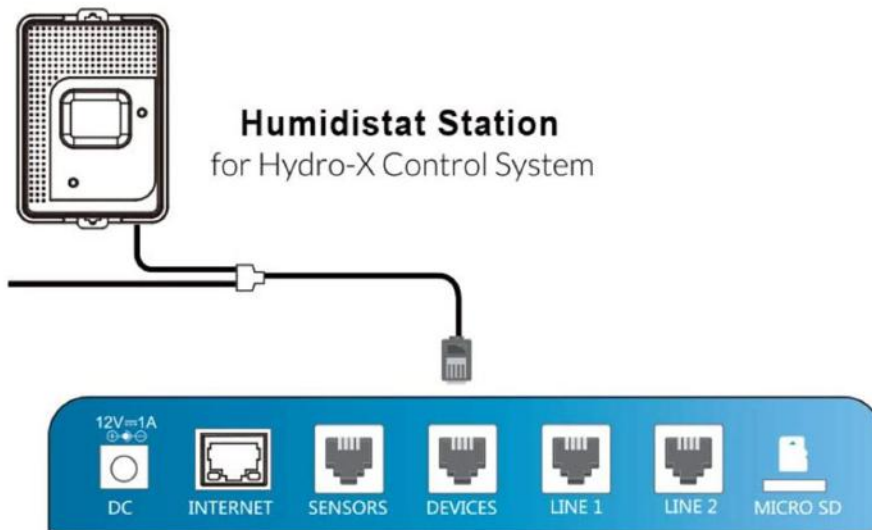 Humidistat Station
for Hydro-X Control System
12V⎓1A
DC
INTERNET
SENSORS
DEVICES
LINE 1
LINE 2
MICRO SD